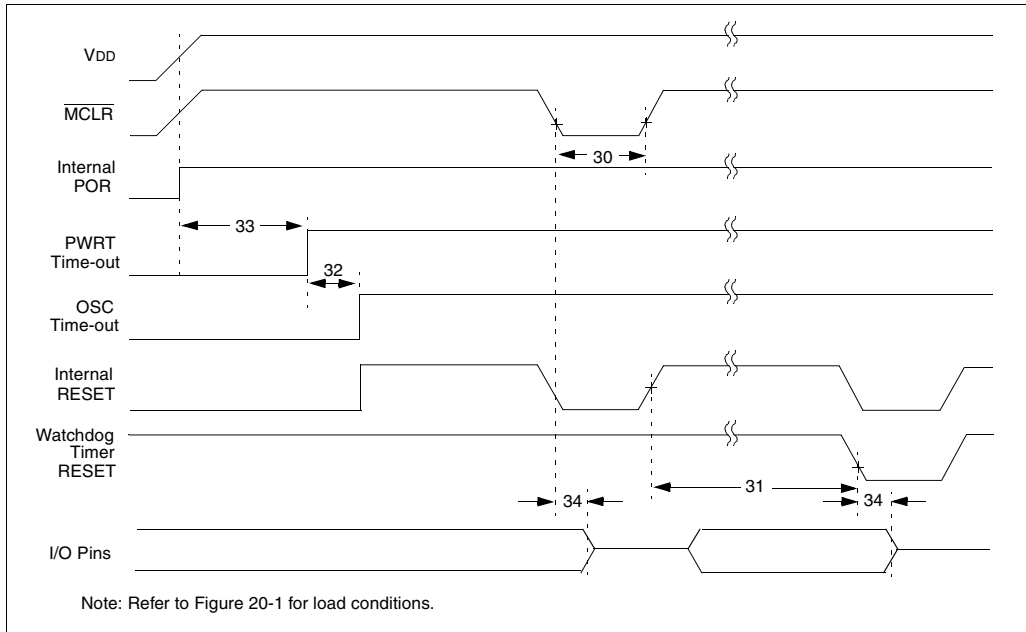 VDD
MCLR
30
Internal
POR
33
PWRT
Time-out
32
OSC
Time-out
Internal
RESET
Watchdog
Timer
RESET
31
34
34
I/O Pins
Note: Refer to Figure 20-1 for load conditions.